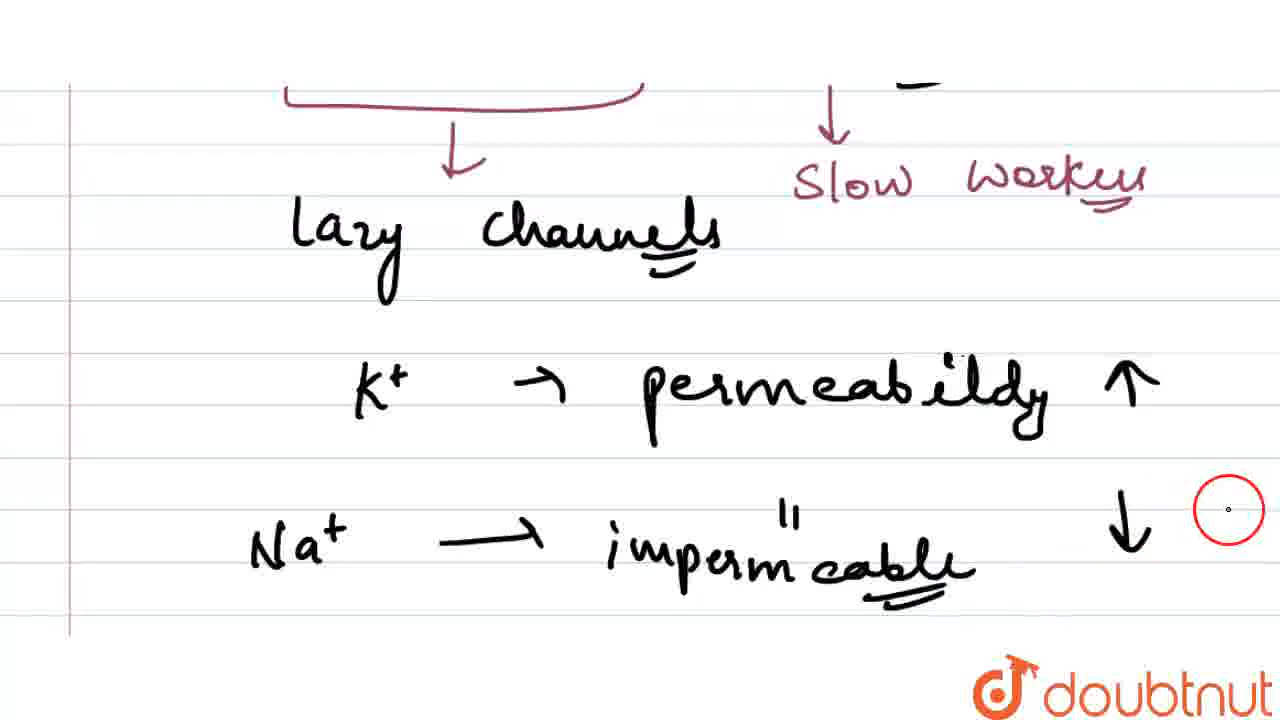 Slow workers
Lazy channels
K+ → permeability ↑
"
Na+ → impermeable ↓
doubtnut